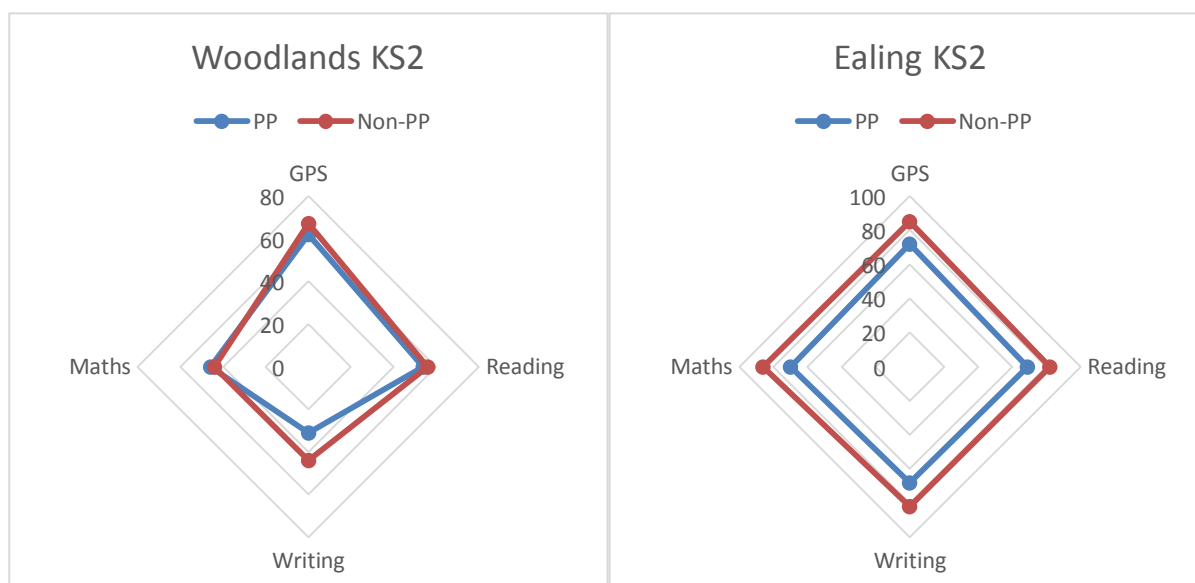 Woodlands KS2
PP Non-PP
GPS
80
60
40
20
0
Maths
Reading
Writing
Ealing KS2
PP Non-PP
GPS
100
80
60
40
20
0
Maths
Reading
Writing